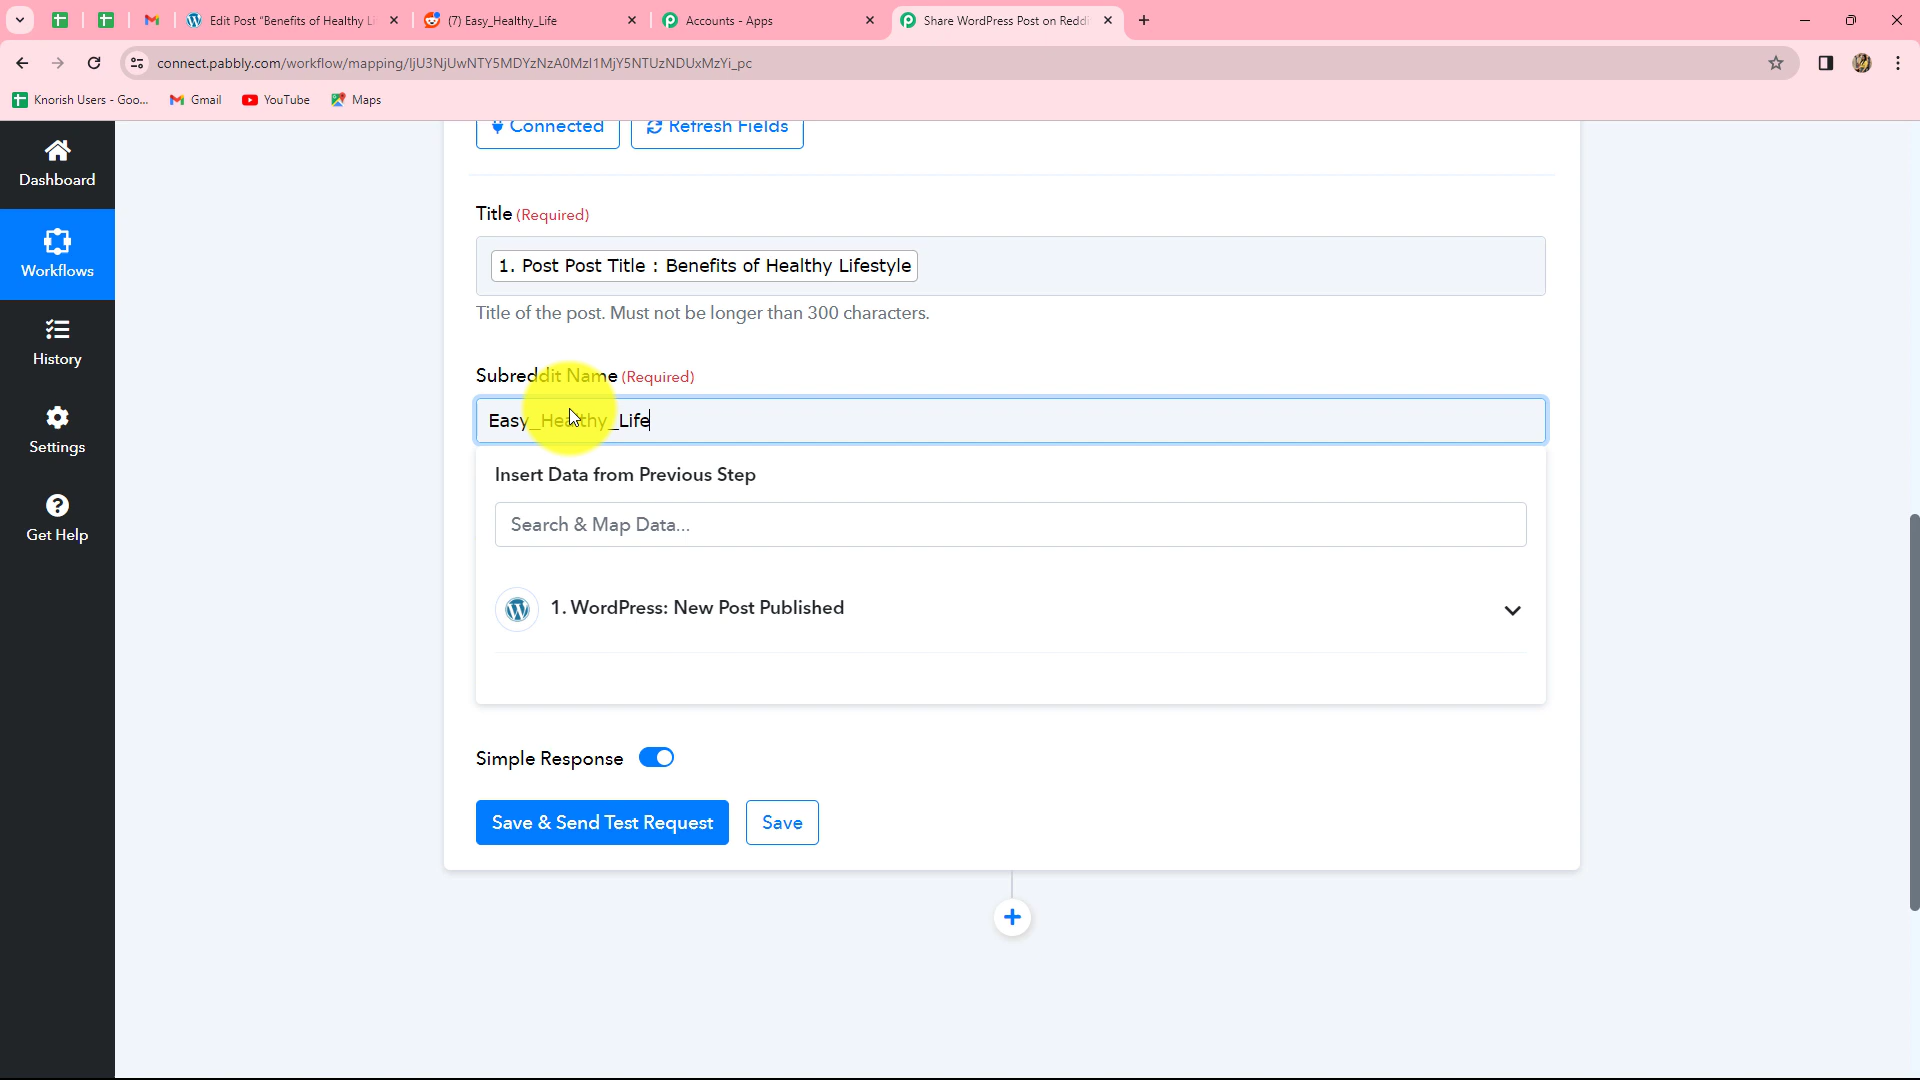 Edit Post "Benefits of Healthy Li
(7) Easy_Healthy_Life
Accounts - Apps
Share WordPress Post on Reddi
connect.pabbly.com/workflow/mapping/IjU3NjUwNTY5MDYzNzA0MzI1MjY5NTUzNDUxMzYi_pc
Knorish Users - Goo...
Gmail
YouTube
Maps
Dashboard
Workflows
History
Settings
Get Help
Connected
Refresh Fields
Title (Required)
1. Post Post Title : Benefits of Healthy Lifestyle
Title of the post. Must not be longer than 300 characters.
Subreddit Name (Required)
Easy_Healthy_Life
Insert Data from Previous Step
Search & Map Data...
1. WordPress: New Post Published
Simple Response
Save & Send Test Request
Save